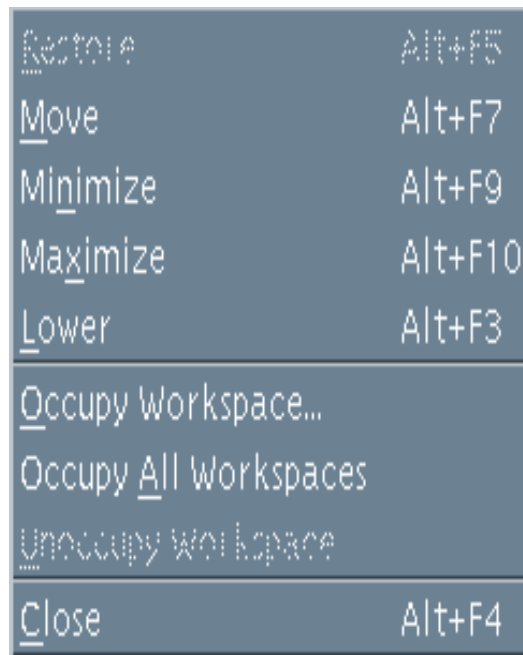 Restore Alt+F5
Move Alt+F7
Minimize Alt+F9
Maximize Alt+F10
Lower Alt+F3
Occupy Workspace...
Occupy All Workspaces
Unoccupy Workspace
Close Alt+F4